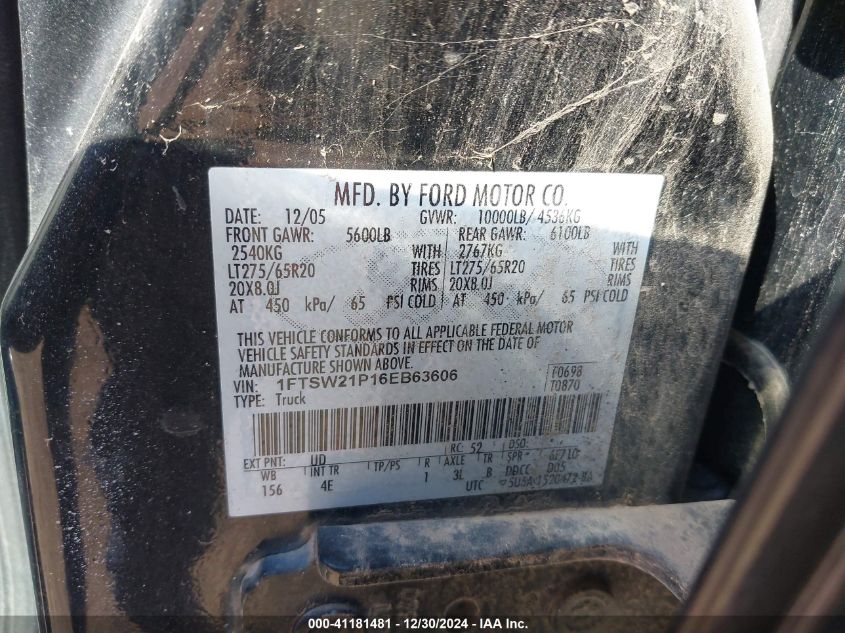 MFD. BY FORD MOTOR CO.
DATE: 12/05 GVWR: 10000LB/ 4536KG
FRONT GAWR: 5600LB REAR GAWR: 6100LB
2540KG WITH 2767KG WITH
LT275/65R20 TIRES LT275/65R20 TIRES
20X8.0J RIMS 20X8.0J RIMS
AT 450 kPa/ 65 PSI COLD AT 450 kPa/ 65 PSI COLD
THIS VEHICLE CONFORMS TO ALL APPLICABLE FEDERAL MOTOR
VEHICLE SAFETY STANDARDS IN EFFECT ON THE DATE OF
MANUFACTURE SHOWN ABOVE.
VIN: 1FTSW21P16EB63606 F0698
TYPE: Truck T0870
EXT PNT: UD RC: 52 DSO:
WB INT TR TP/PS R AXLE TR SPR
156 4E 1 3L B DDCC D05
UTC
000-41181481 - 12/30/2024 - IAA Inc.